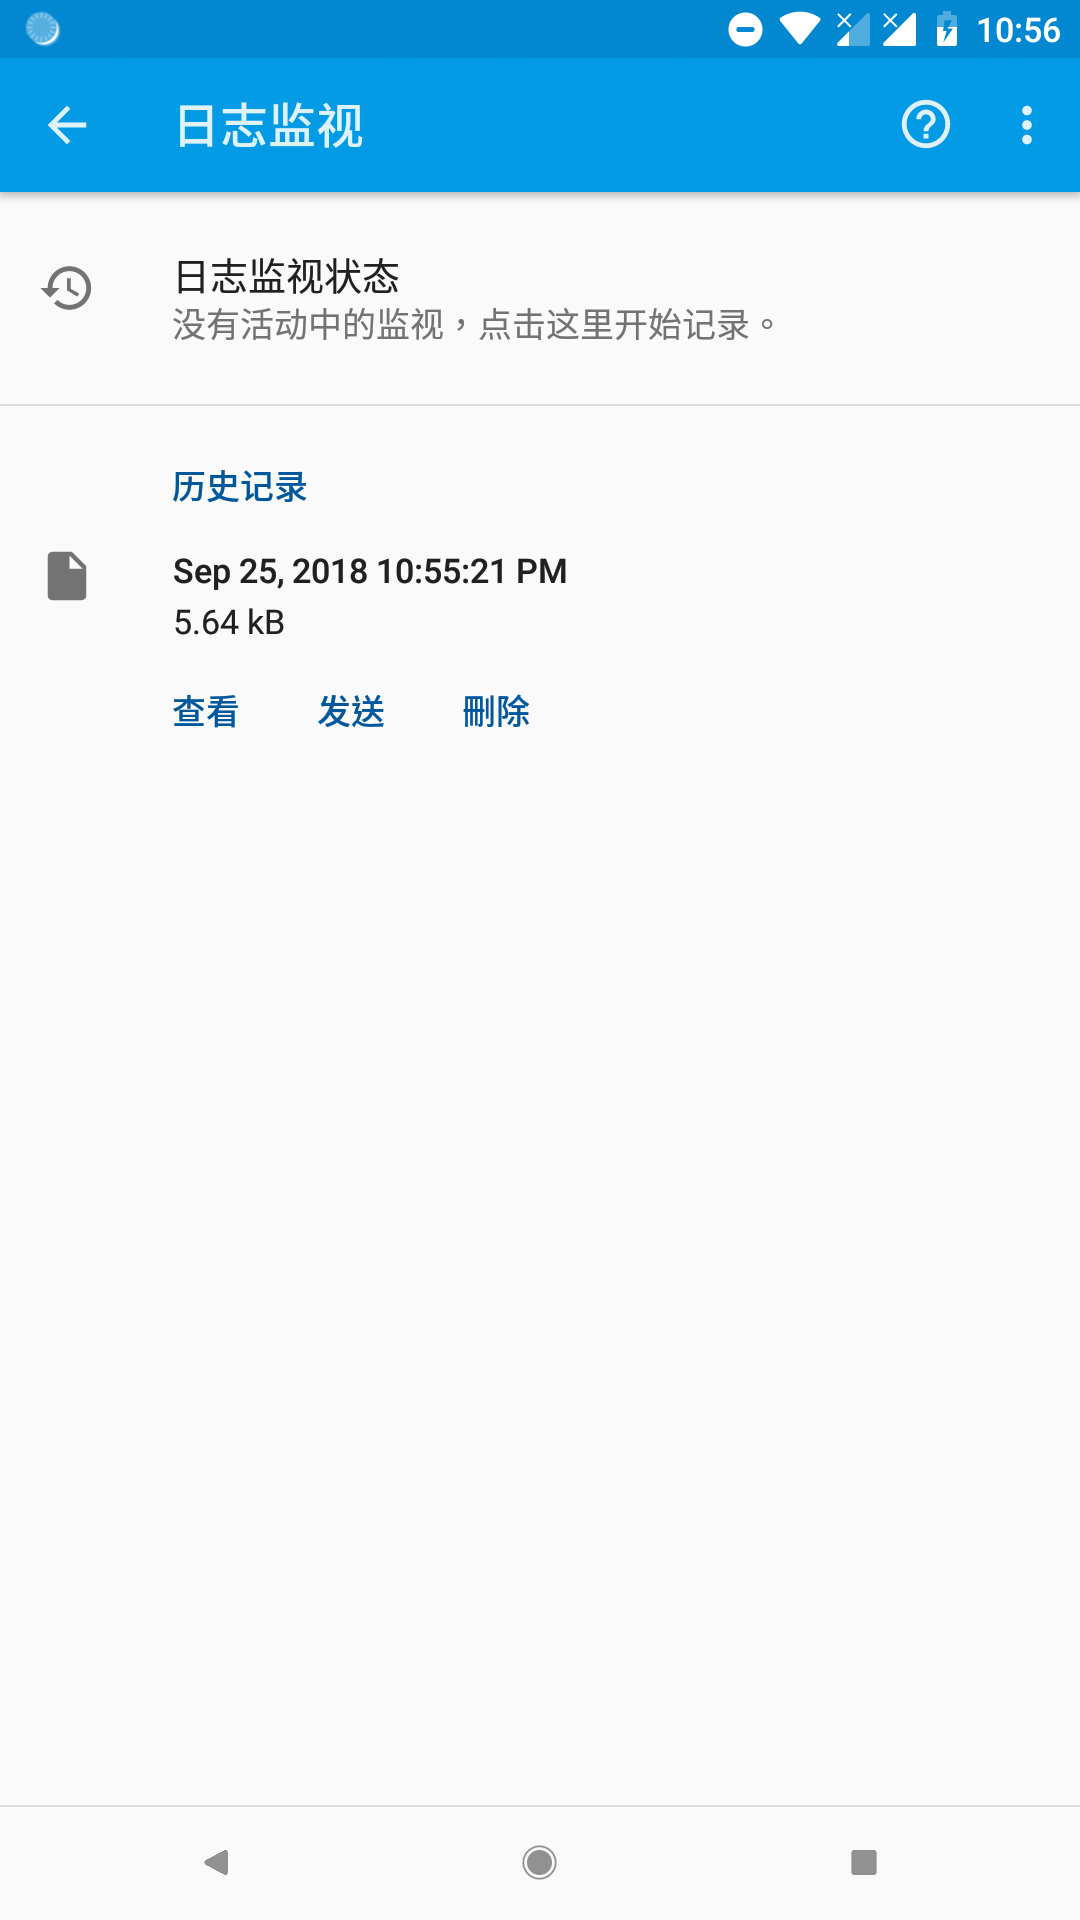 10:56
日志监视
日志监视状态
没有活动中的监视，点击这里开始记录。
历史记录
Sep 25, 2018 10:55:21 PM
5.64 kB
查看 发送 刪除